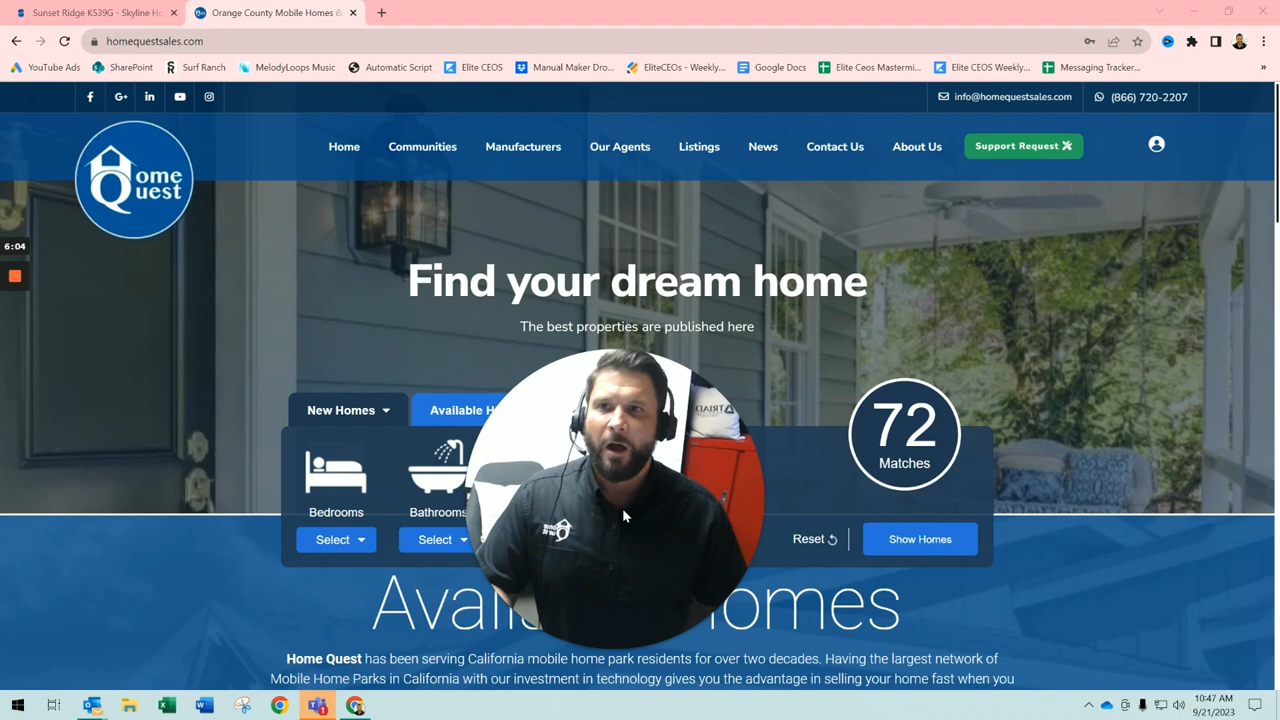 Sunset Ridge K539G - Skyline Ho
Orange County Mobile Homes &
homequestsales.com
YouTube Ads
SharePoint
Surf Ranch
MelodyLoops Music
Automatic Script
Elite CEOS
Manual Maker Dro...
EliteCEOs - Weekly...
Google Docs
Elite Ceos Mastermi...
Elite CEOS Weekly...
Messaging Tracker...
info@homequestsales.com
(866) 720-2207
Home Quest
Home
Communities
Manufacturers
Our Agents
Listings
News
Contact Us
About Us
Support Request
6:04
Find your dream home
The best properties are published here
New Homes
Available H
TRIAD
72
Matches
Bedrooms
Bathrooms
Select
Select
Reset
Show Homes
Avail omes
Home Quest has been serving California mobile home park residents for over two decades. Having the largest network of
Mobile Home Parks in California with our investment in technology gives you the advantage in selling your home fast when you
10:47 AM
9/21/2023